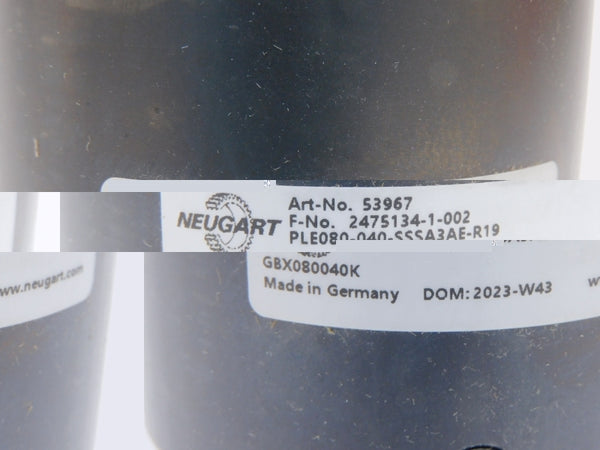 NEUGART
Art-No. 53967
F-No. 2475134-1-002
PLE080-040-SSSA3AE-R19
GBX080040K
Made in Germany DOM: 2023-W43
www.neugart.com